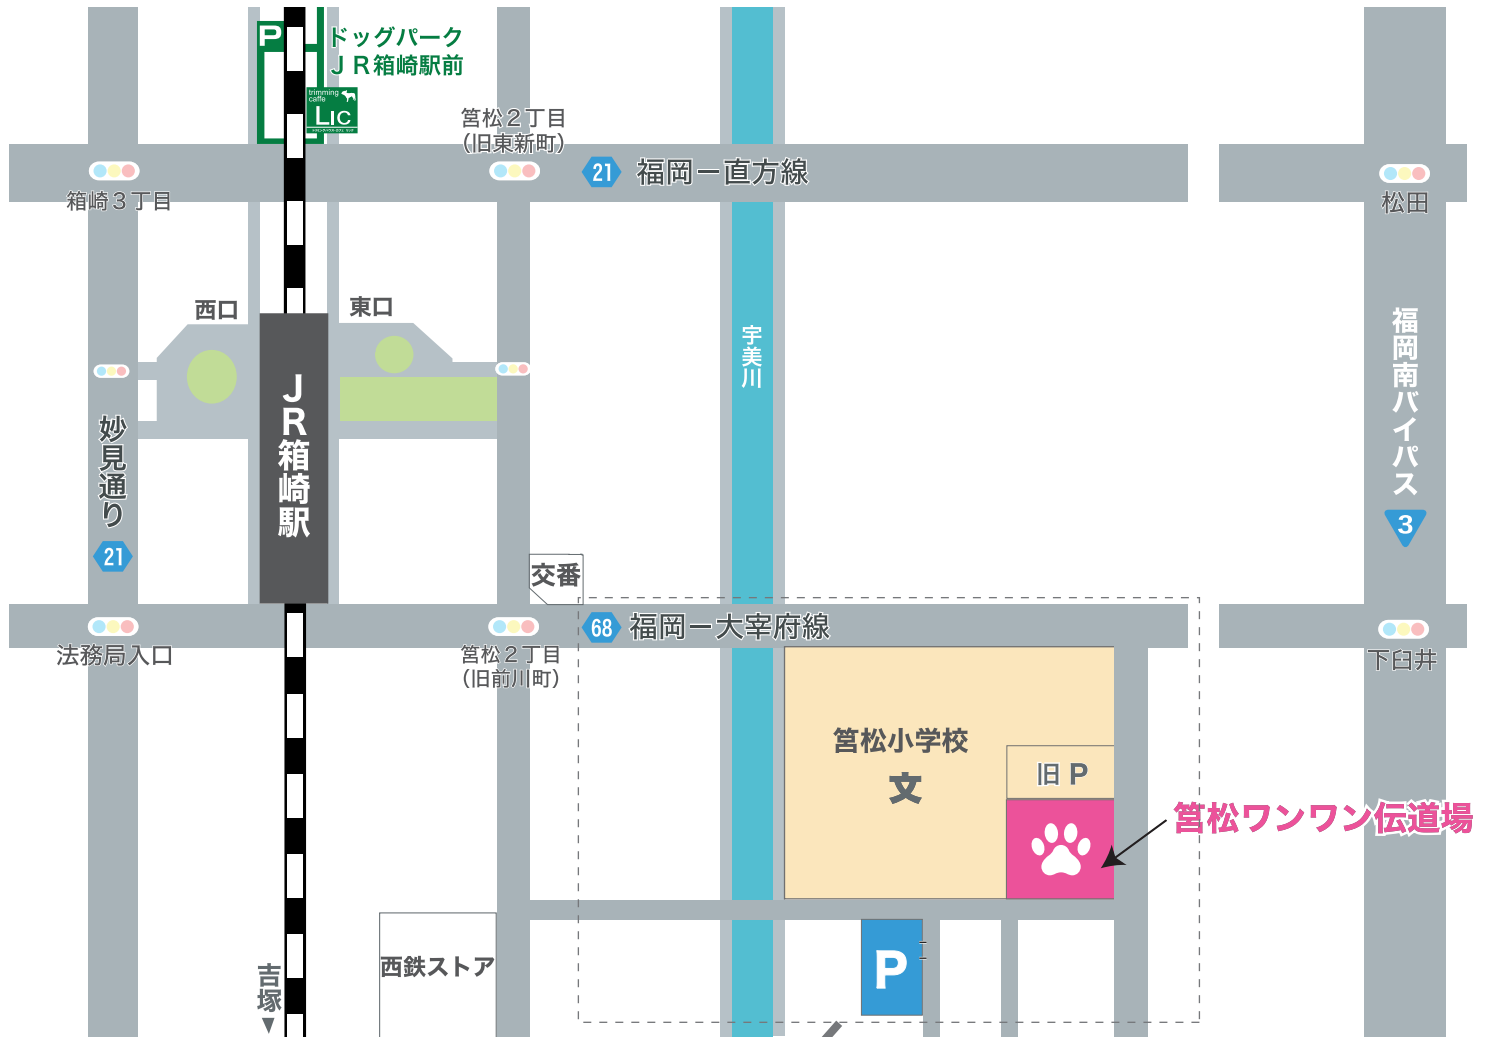 P
ドッグパーク
ＪＲ箱崎駅前
trimming
caffe
LIC
筥松２丁目
（旧東新町）
21
福岡ー直方線
箱崎３丁目
松田
西口
東口
宇美川
福岡南バイパス
3
ＪＲ箱崎駅
妙見通り
21
交番
68
福岡ー大宰府線
法務局入口
筥松２丁目
（旧前川町）
下臼井
筥松小学校
文
旧 P
筥松ワンワン伝道場
西鉄ストア
P
吉塚
▼